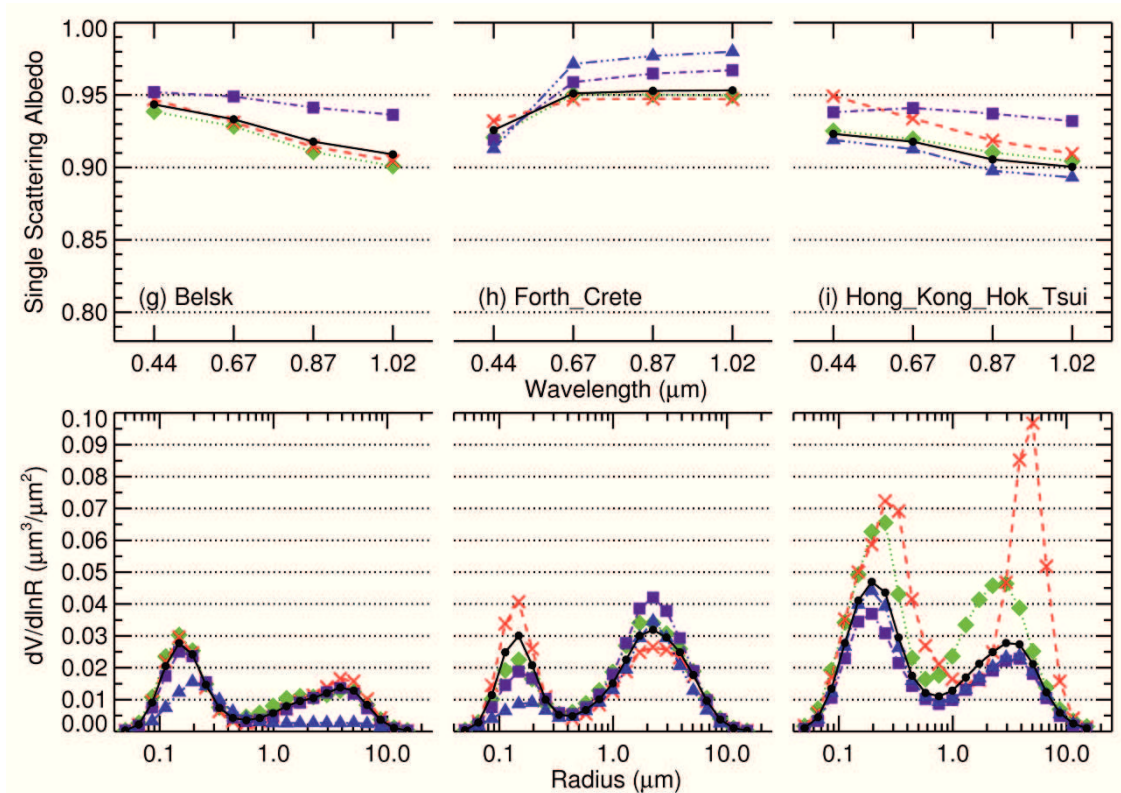 1.00
0.95
0.90
0.85
0.80
Single Scattering Albedo
(g) Belsk
(h) Forth_Crete
(i) Hong_Kong_Hok_Tsui
0.44 0.67 0.87 1.02
0.44 0.67 0.87 1.02
0.44 0.67 0.87 1.02
Wavelength (μm)
0.10
0.09
0.08
0.07
0.06
0.05
0.04
0.03
0.02
0.01
0.00
dV/dlnR (μm³/μm²)
0.1 1.0 10.0
0.1 1.0 10.0
0.1 1.0 10.0
Radius (μm)